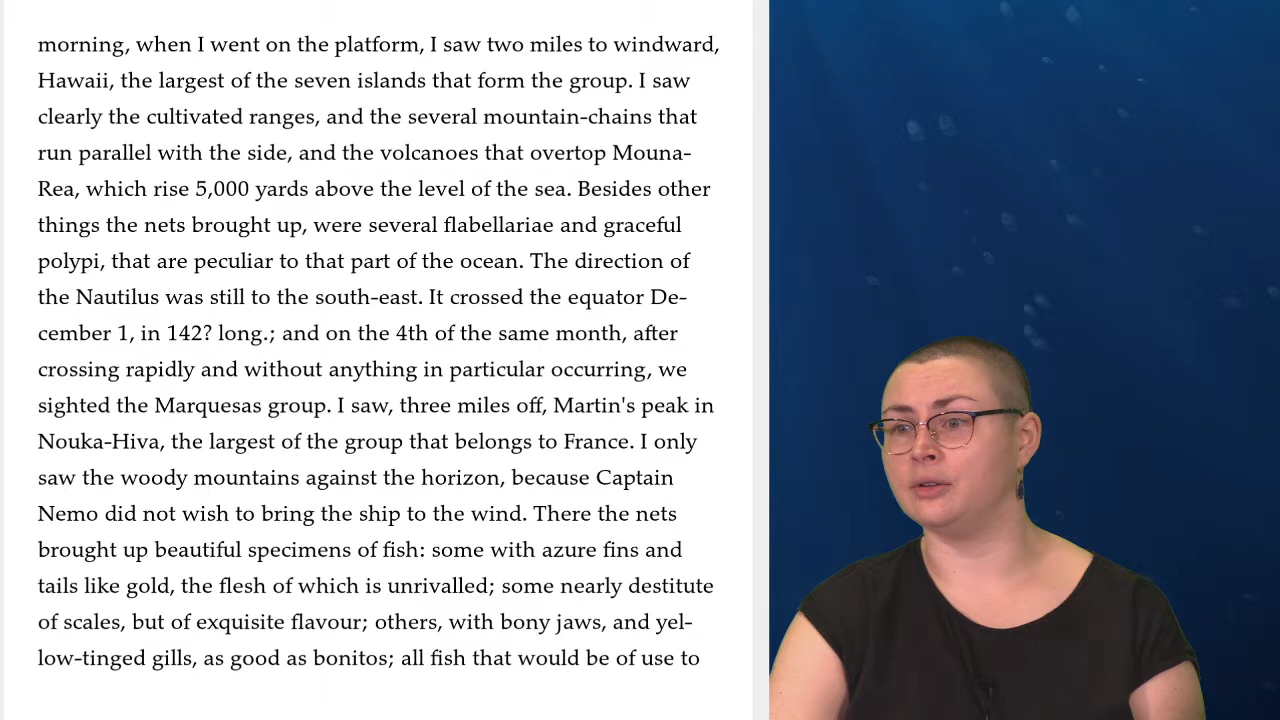 morning, when I went on the platform, I saw two miles to windward,
Hawaii, the largest of the seven islands that form the group. I saw
clearly the cultivated ranges, and the several mountain-chains that
run parallel with the side, and the volcanoes that overtop Mouna-
Rea, which rise 5,000 yards above the level of the sea. Besides other
things the nets brought up, were several flabellariae and graceful
polypi, that are peculiar to that part of the ocean. The direction of
the Nautilus was still to the south-east. It crossed the equator De-
cember 1, in 142? long.; and on the 4th of the same month, after
crossing rapidly and without anything in particular occurring, we
sighted the Marquesas group. I saw, three miles off, Martin's peak in
Nouka-Hiva, the largest of the group that belongs to France. I only
saw the woody mountains against the horizon, because Captain
Nemo did not wish to bring the ship to the wind. There the nets
brought up beautiful specimens of fish: some with azure fins and
tails like gold, the flesh of which is unrivalled; some nearly destitute
of scales, but of exquisite flavour; others, with bony jaws, and yel-
low-tinged gills, as good as bonitos; all fish that would be of use to